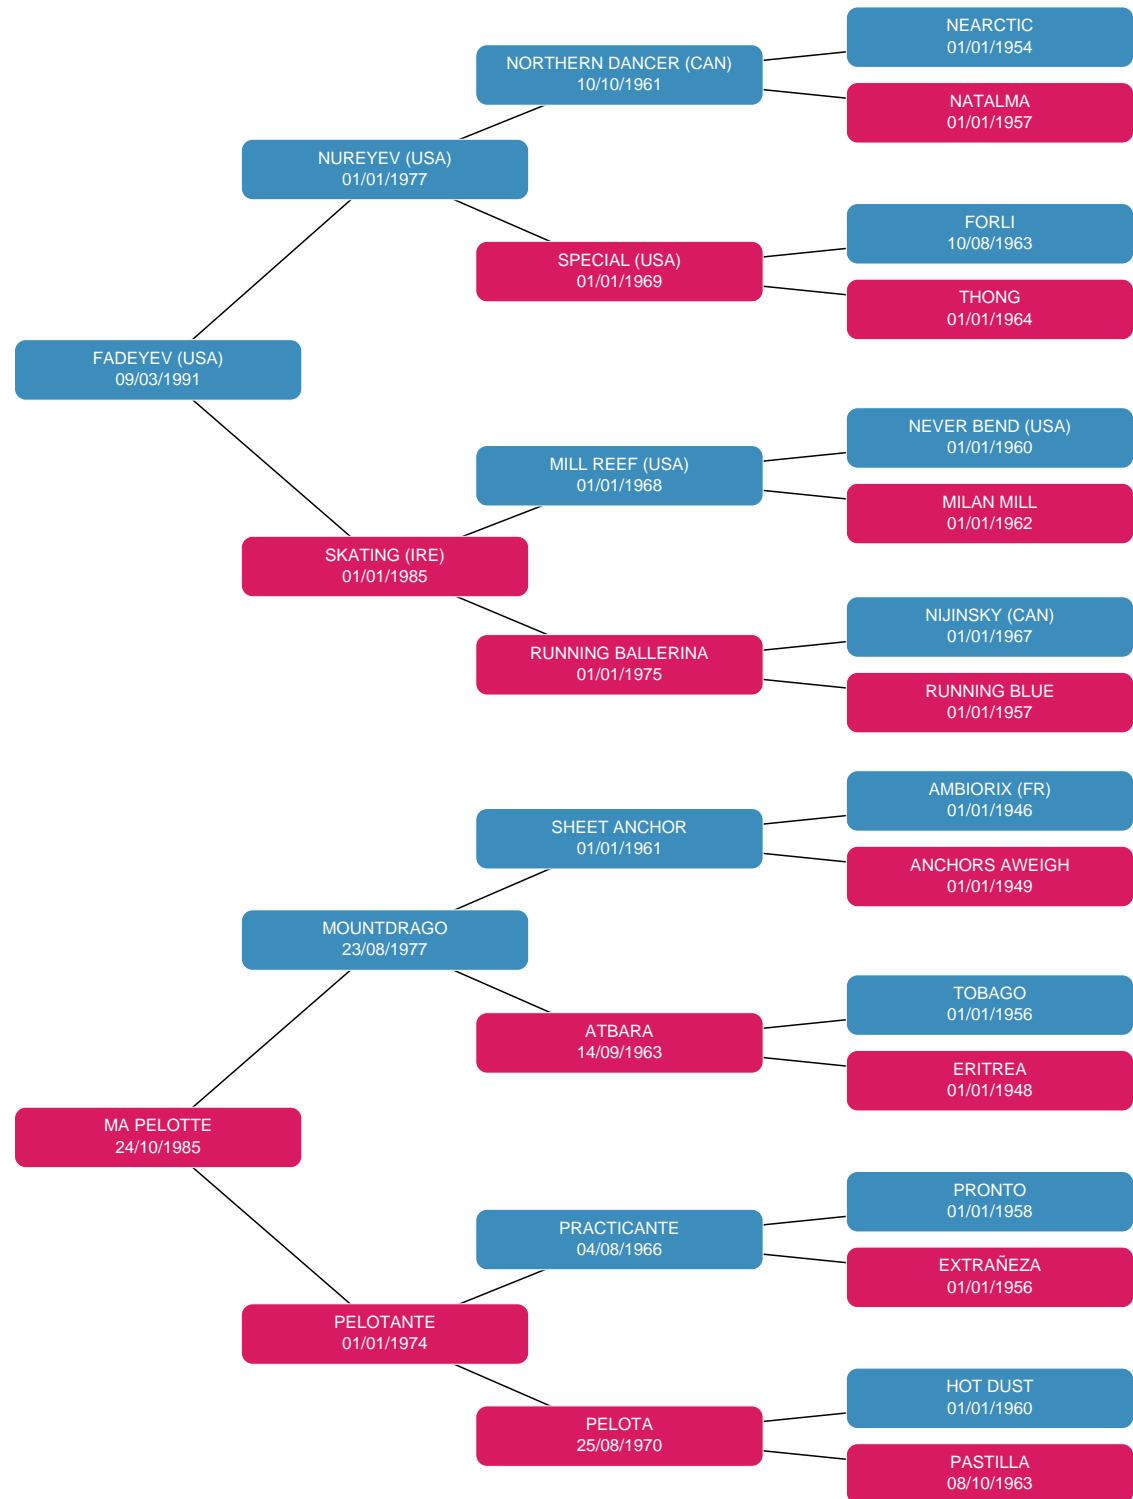 NEARCTIC
01/01/1954
NORTHERN DANCER (CAN)
10/10/1961
NATALMA
01/01/1957
NUREYEV (USA)
01/01/1977
FORLI
10/08/1963
SPECIAL (USA)
01/01/1969
THONG
01/01/1964
FADEYEV (USA)
09/03/1991
NEVER BEND (USA)
01/01/1960
MILL REEF (USA)
01/01/1968
MILAN MILL
01/01/1962
SKATING (IRE)
01/01/1985
NIJINSKY (CAN)
01/01/1967
RUNNING BALLERINA
01/01/1975
RUNNING BLUE
01/01/1957
AMBIORIX (FR)
01/01/1946
SHEET ANCHOR
01/01/1961
ANCHORS AWEIGH
01/01/1949
MOUNTDRAGO
23/08/1977
TOBAGO
01/01/1956
ATBARA
14/09/1963
ERITREA
01/01/1948
MA PELOTTE
24/10/1985
PRONTO
01/01/1958
PRACTICANTE
04/08/1966
EXTRAÑEZA
01/01/1956
PELOTANTE
01/01/1974
HOT DUST
01/01/1960
PELOTA
25/08/1970
PASTILLA
08/10/1963